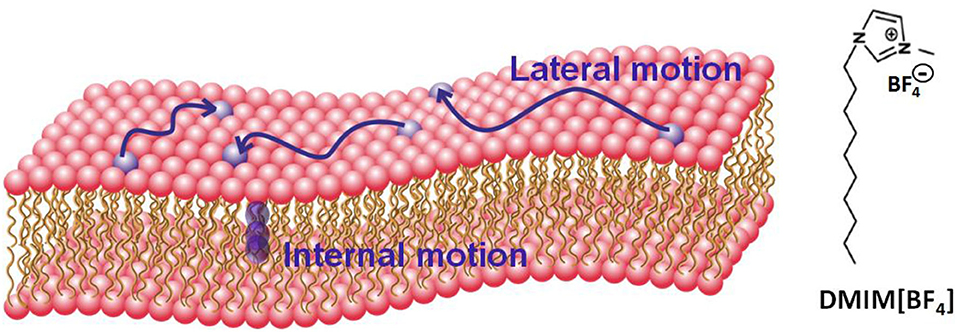 Lateral motion
Internal motion
N
⊕
N
BF4⊖
DMIM[BF4]